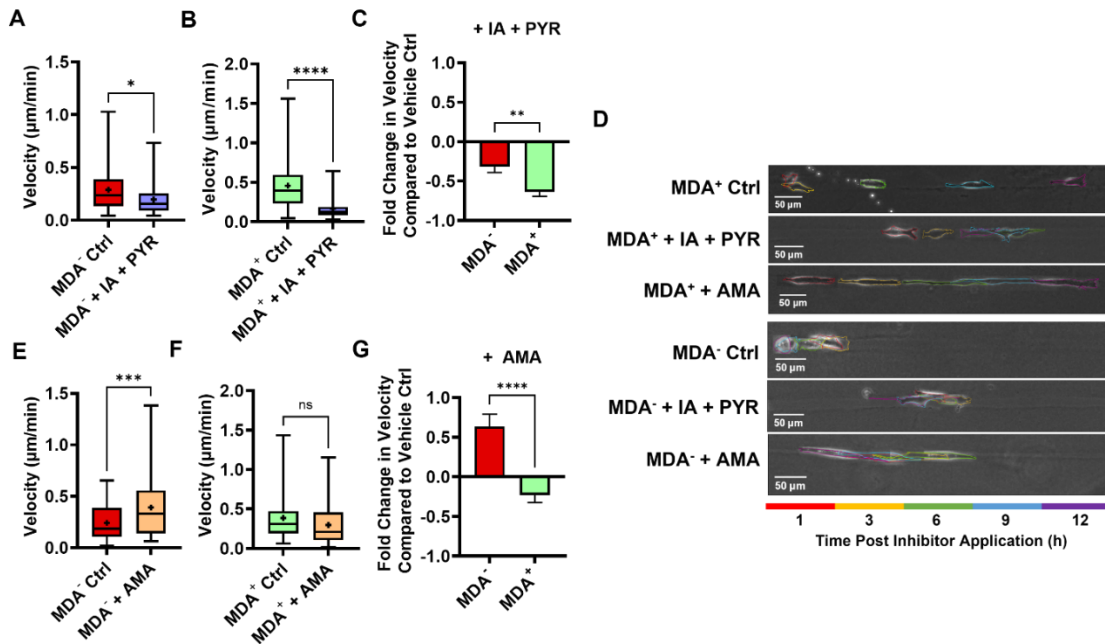 A
Velocity (µm/min)
1.5
1.0
0.5
0.0
*
MDA⁻ Ctrl
MDA⁻ + IA + PYR
B
Velocity (µm/min)
2.0
1.5
1.0
0.5
0.0
****
MDA⁺ Ctrl
MDA⁺ + IA + PYR
C
+ IA + PYR
Fold Change in Velocity
Compared to Vehicle Ctrl
1.0
0.5
0.0
-0.5
-1.0
**
MDA⁻
MDA⁺
D
MDA⁺ Ctrl
50 µm
MDA⁺ + IA + PYR
50 µm
MDA⁺ + AMA
50 µm
MDA⁻ Ctrl
50 µm
MDA⁻ + IA + PYR
50 µm
MDA⁻ + AMA
50 µm
1 3 6 9 12
Time Post Inhibitor Application (h)
E
Velocity (µm/min)
1.5
1.0
0.5
0.0
***
MDA⁻ Ctrl
MDA⁻ + AMA
F
Velocity (µm/min)
2.0
1.5
1.0
0.5
0.0
ns
MDA⁺ Ctrl
MDA⁺ + AMA
G
+ AMA
Fold Change in Velocity
Compared to Vehicle Ctrl
1.0
0.5
0.0
-0.5
-1.0
****
MDA⁻
MDA⁺